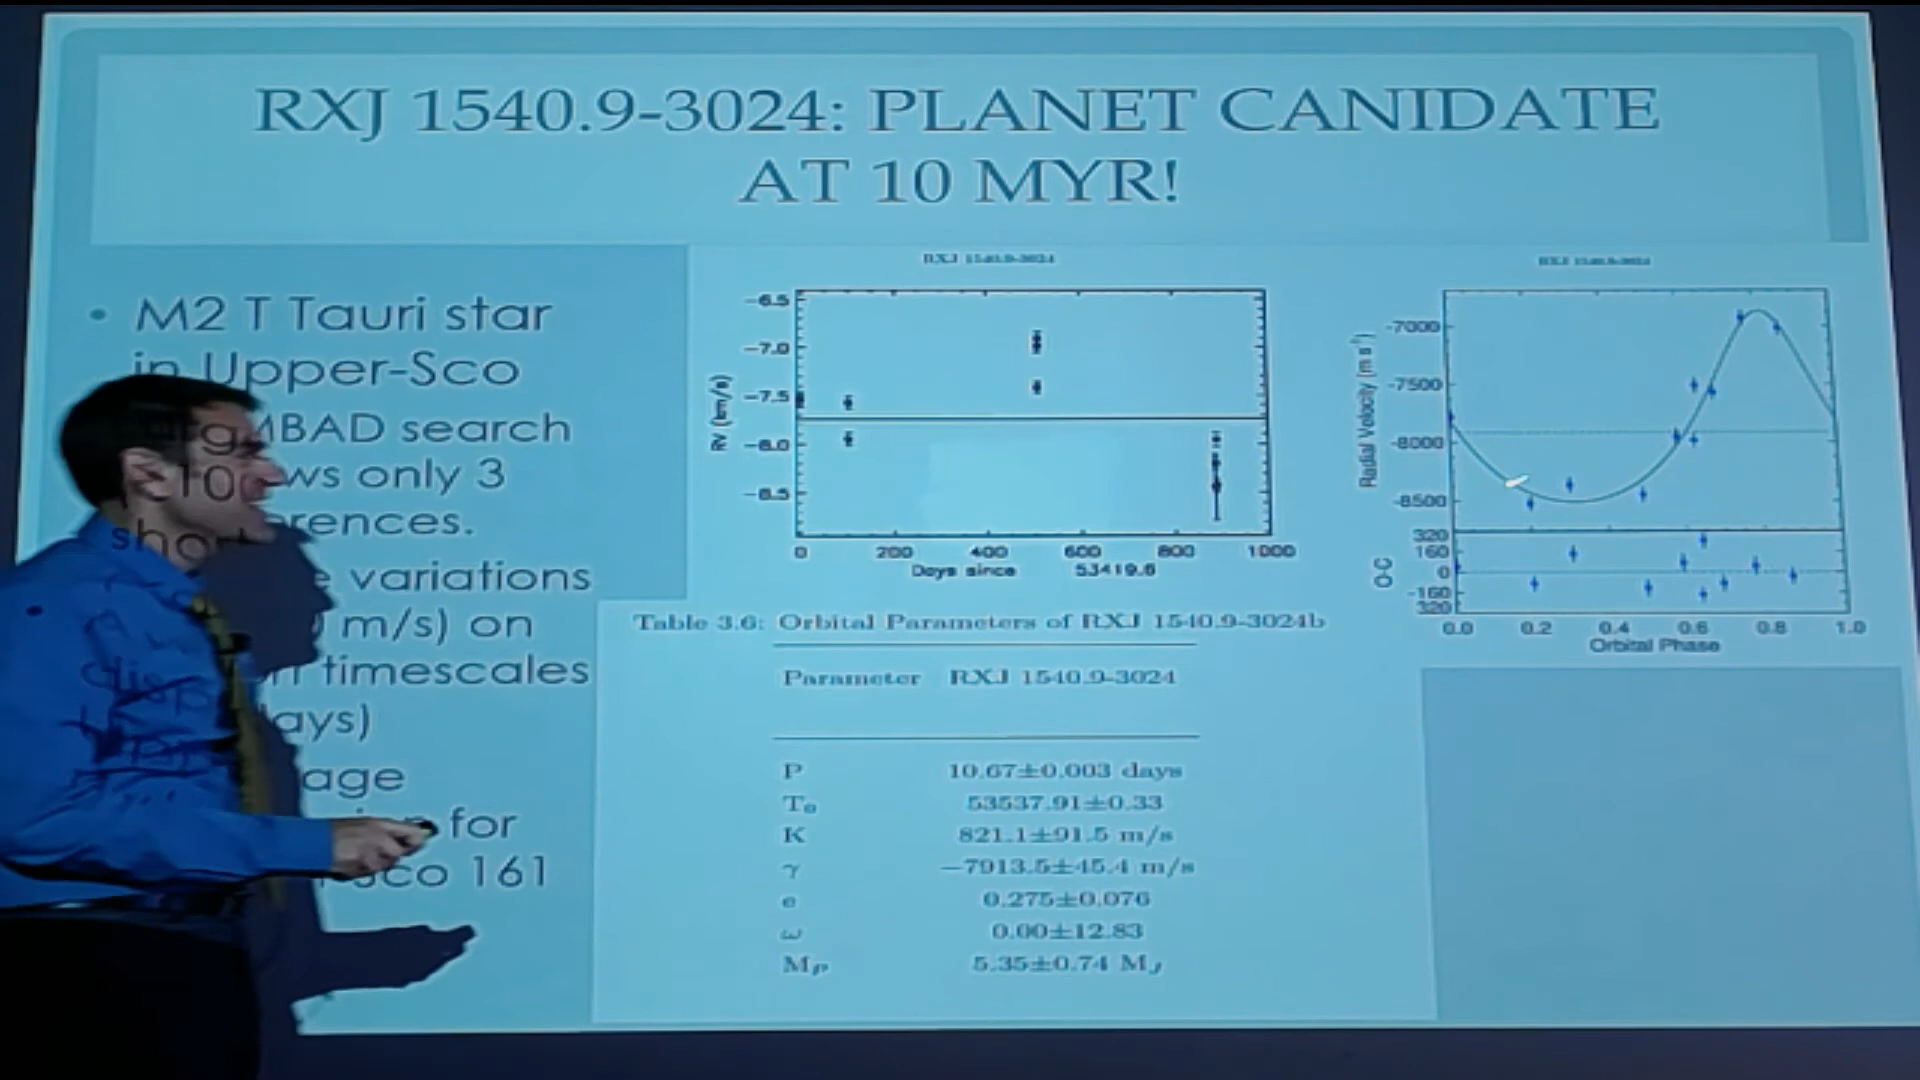 RXJ 1540.9-3024: PLANET CANIDATE
AT 10 MYR!
• M2 T Tauri star
in Upper-Sco
MBAD search
only 3
variations
m/s) on
timescales
age
for
161
RXJ 1540.9-3024
RV (km/s)
-6.5
-7.0
-7.5
-8.0
-8.5
0 200 400 600 800 1000
Days since 53419.6
RXJ 1540.9-3024
Radial Velocity (m s⁻¹)
-7000
-7500
-8000
-8500
O-C
320
160
0
-160
320
0.0 0.2 0.4 0.6 0.8 1.0
Orbital Phase
Table 3.6: Orbital Parameters of RXJ 1540.9-3024b
Parameter RXJ 1540.9-3024
P 10.67±0.003 days
T₀ 53537.91±0.33
K 821.1±91.5 m/s
γ −7913.5±45.4 m/s
e 0.275±0.076
ω 0.00±12.83
M_P 5.35±0.74 M_J